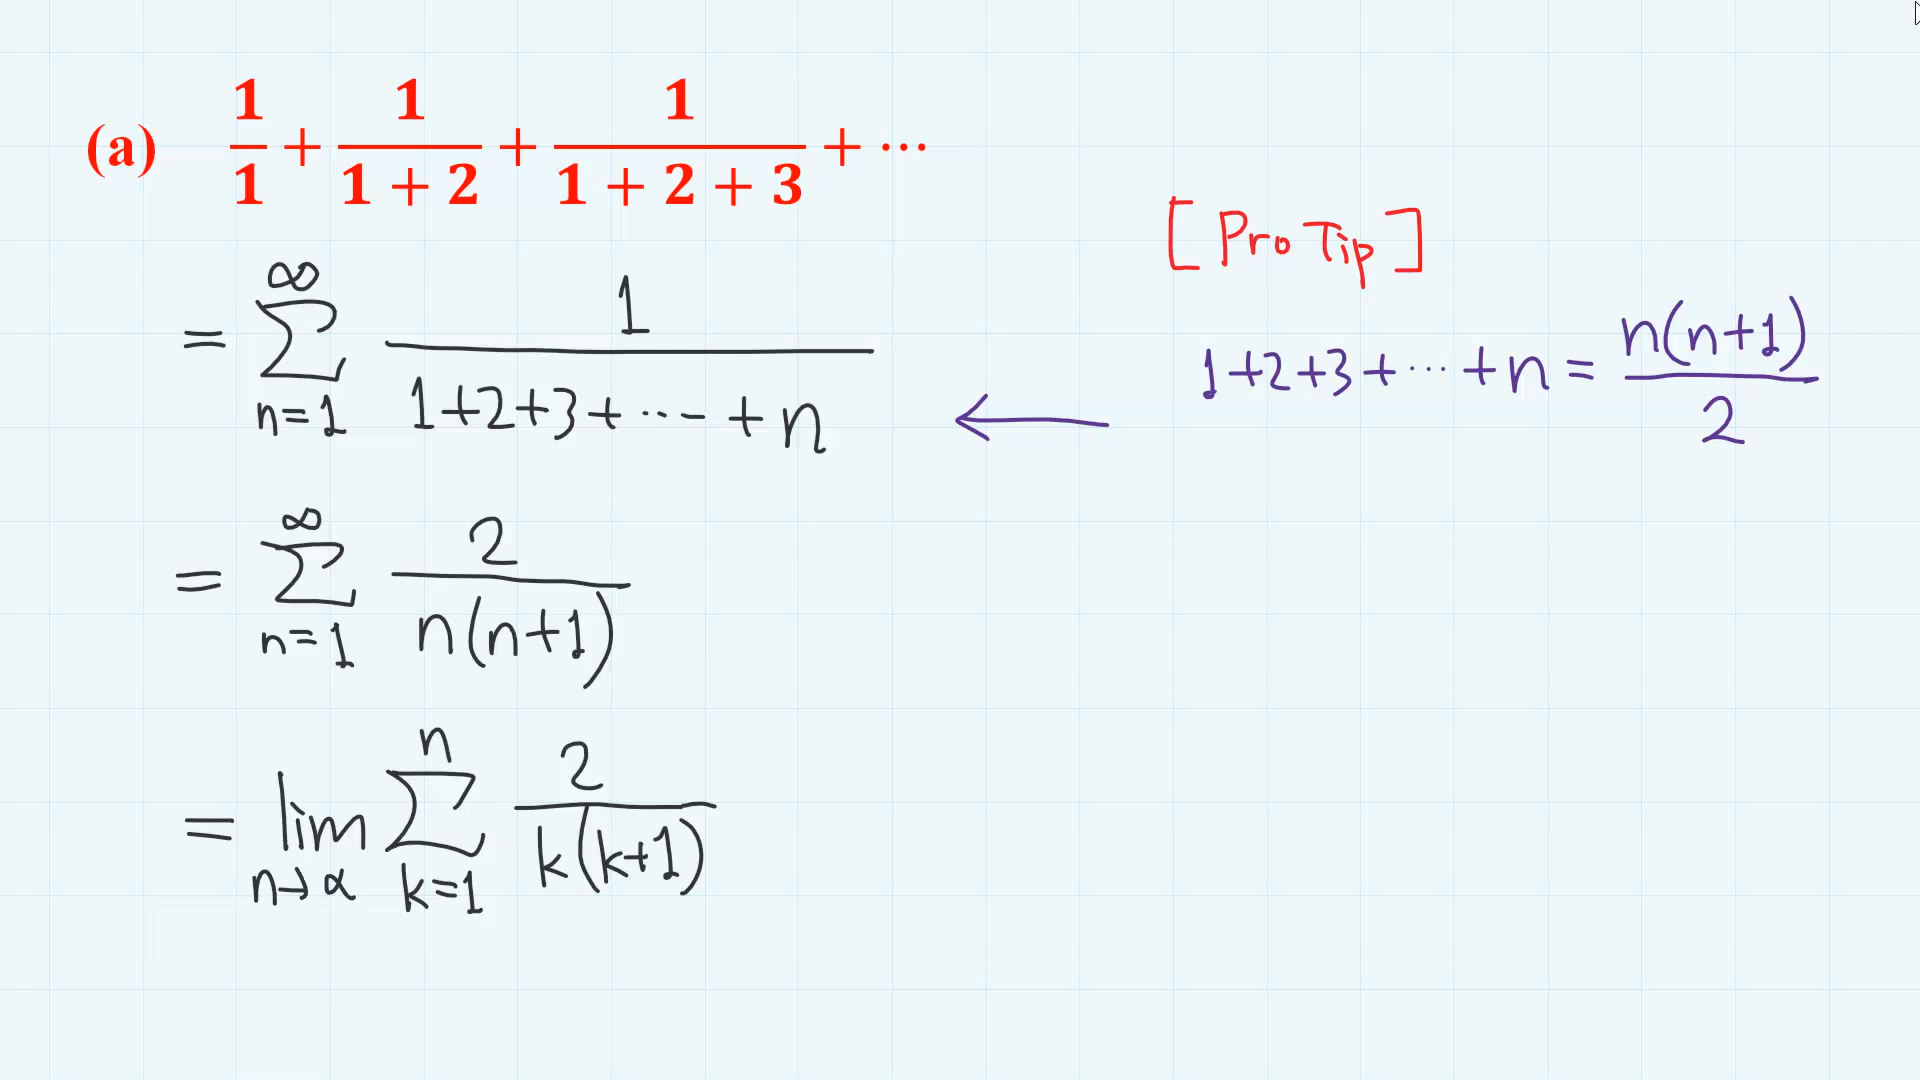 (a) 1/1 + 1/(1 + 2) + 1/(1 + 2 + 3) + ⋯
[Pro Tip]
= ∑_{n=1}^{∞} 1/(1+2+3+⋯+n) ←
1+2+3+⋯+n = n(n+1)/2
= ∑_{n=1}^{∞} 2/(n(n+1))
= lim_{n→∞} ∑_{k=1}^{n} 2/(k(k+1))